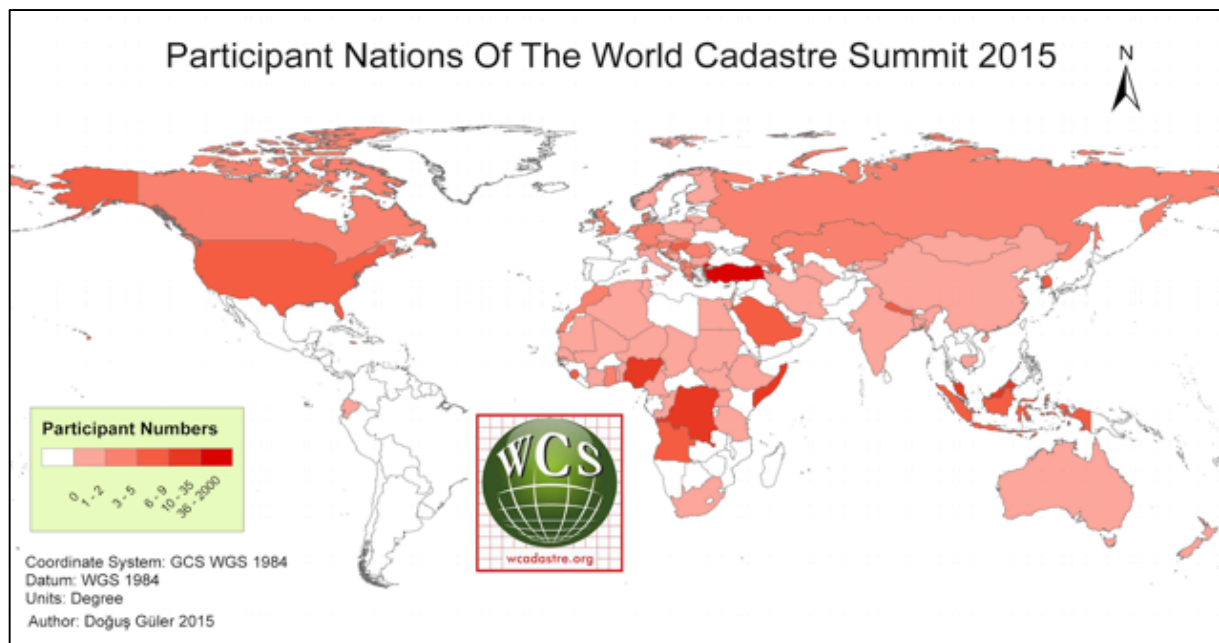 Participant Nations Of The World Cadastre Summit 2015
N
Participant Numbers
0
1 - 2
3 - 5
6 - 9
10 - 35
36 - 2000
WCS
wcadastre.org
Coordinate System: GCS WGS 1984
Datum: WGS 1984
Units: Degree
Author: Doğuş Güler 2015